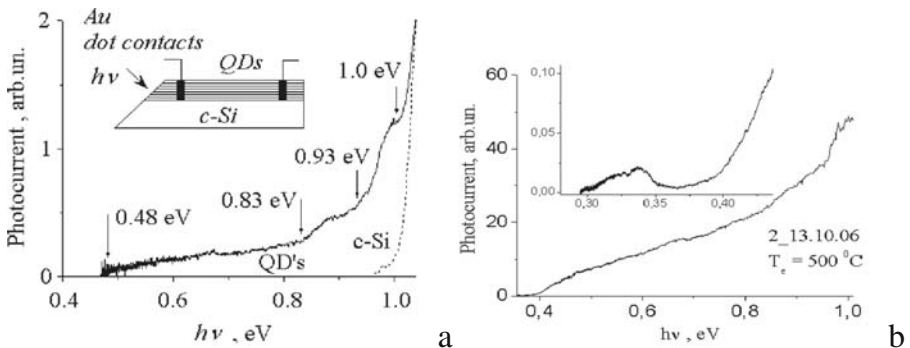 a
Au
dot contacts
hν
QDs
c-Si
1.0 eV
0.93 eV
0.83 eV
0.48 eV
c-Si
QD's
Photocurrent , arb.un.
2
1
0
0.4 0.6 0.8 1.0
hν , eV
a
Photocurrent, arb.un.
60
40
20
0
0,10
0,05
0,00
0,30 0,35 0,40
2_13.10.06
Te = 500 ⁰C
0,4 0,6 0,8 1,0
hν, eV
b